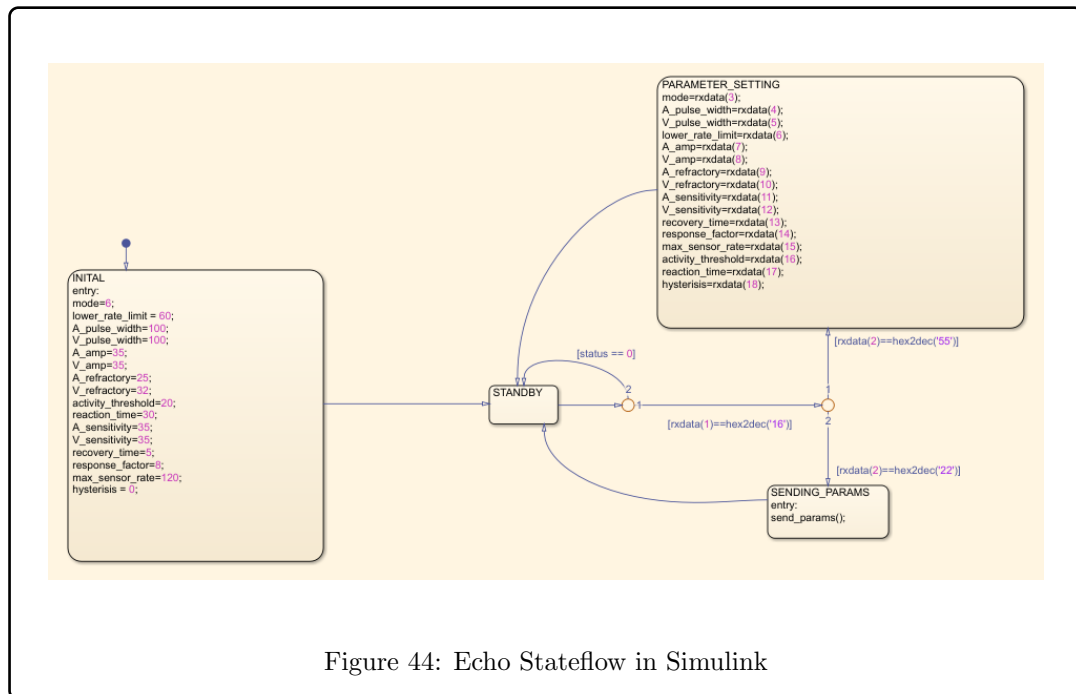 PARAMETER_SETTING
mode=rxdata(3);
A_pulse_width=rxdata(4);
V_pulse_width=rxdata(5);
lower_rate_limit=rxdata(6);
A_amp=rxdata(7);
V_amp=rxdata(8);
A_refractory=rxdata(9);
V_refractory=rxdata(10);
A_sensitivity=rxdata(11);
V_sensitivity=rxdata(12);
recovery_time=rxdata(13);
response_factor=rxdata(14);
max_sensor_rate=rxdata(15);
activity_threshold=rxdata(16);
reaction_time=rxdata(17);
hysterisis=rxdata(18);
INITAL
entry:
mode=6;
lower_rate_limit = 60;
A_pulse_width=100;
V_pulse_width=100;
A_amp=35;
V_amp=35;
A_refractory=25;
V_refractory=32;
activity_threshold=20;
reaction_time=30;
A_sensitivity=35;
V_sensitivity=35;
recovery_time=5;
response_factor=8;
max_sensor_rate=120;
hysterisis = 0;
[status == 0]
STANDBY
2
1
[rxdata(1)==hex2dec('16')]
[rxdata(2)==hex2dec('55')]
1
2
[rxdata(2)==hex2dec('22')]
SENDING_PARAMS
entry:
send_params();
Figure 44: Echo Stateflow in Simulink